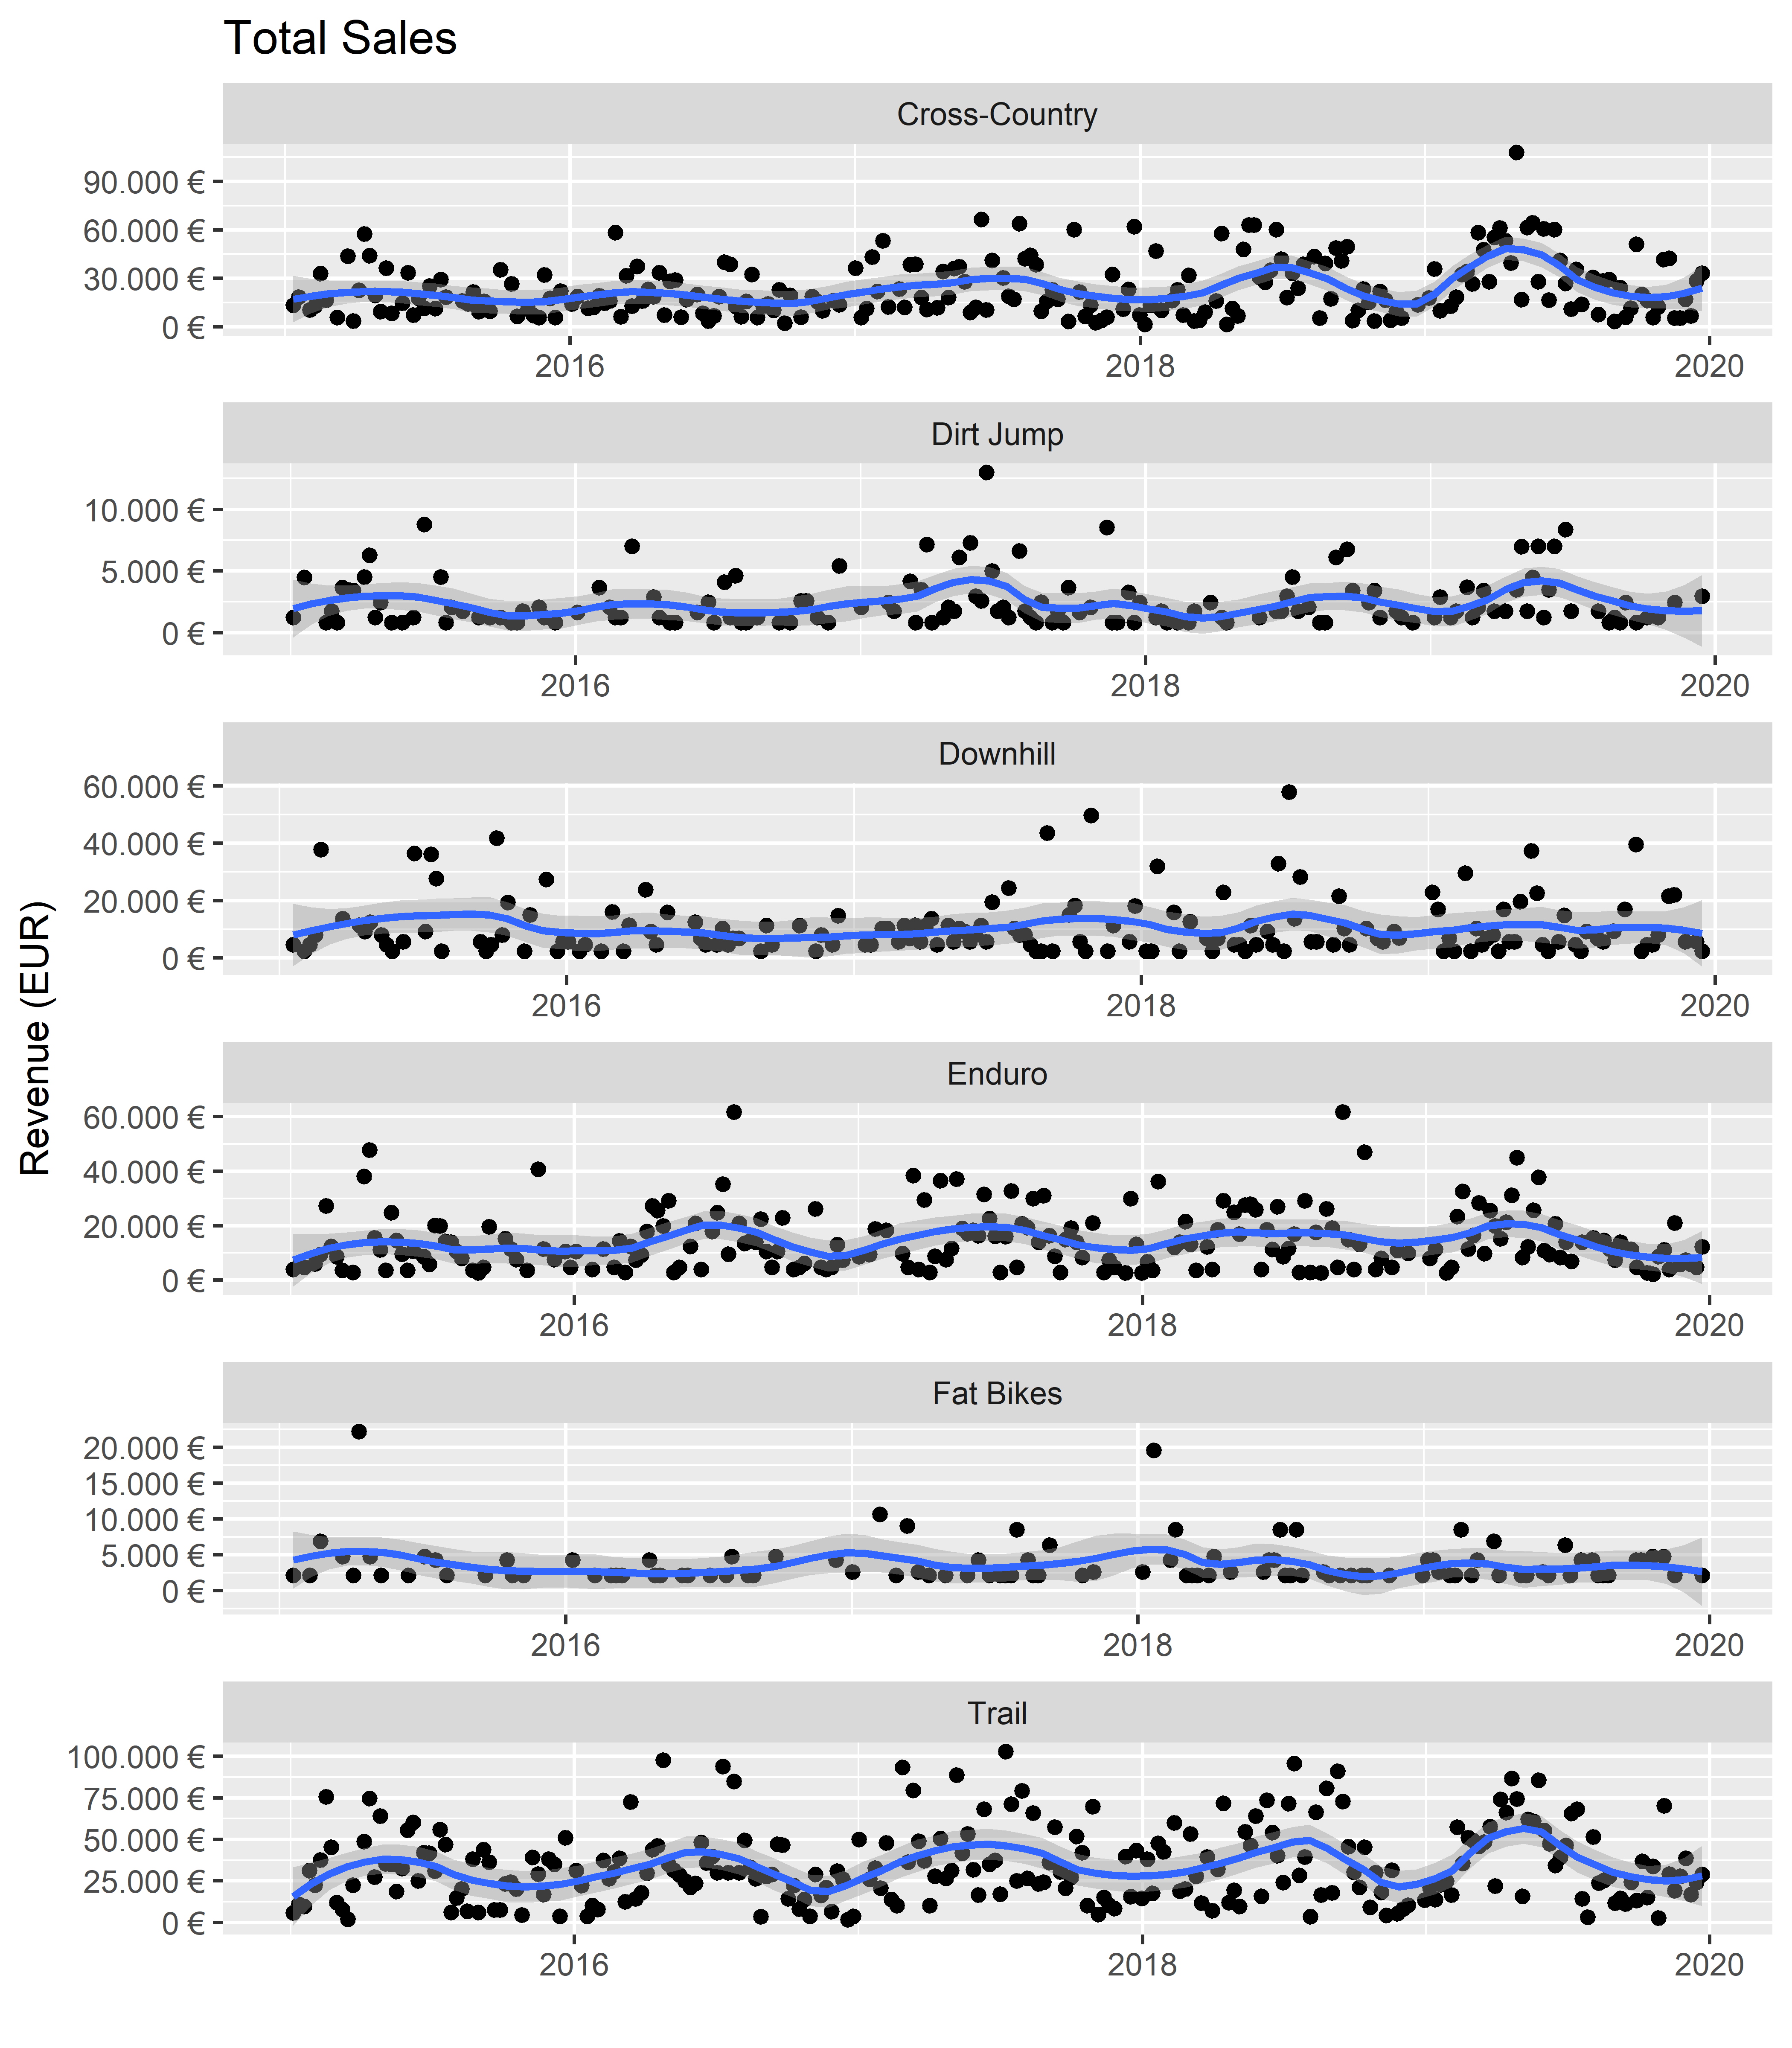 Total Sales
Cross-Country
90.000 €
60.000 €
30.000 €
0 €
2016 2018 2020
Dirt Jump
10.000 €
5.000 €
0 €
2016 2018 2020
Downhill
60.000 €
40.000 €
20.000 €
0 €
2016 2018 2020
Revenue (EUR)
Enduro
60.000 €
40.000 €
20.000 €
0 €
2016 2018 2020
Fat Bikes
20.000 €
15.000 €
10.000 €
5.000 €
0 €
2016 2018 2020
Trail
100.000 €
75.000 €
50.000 €
25.000 €
0 €
2016 2018 2020